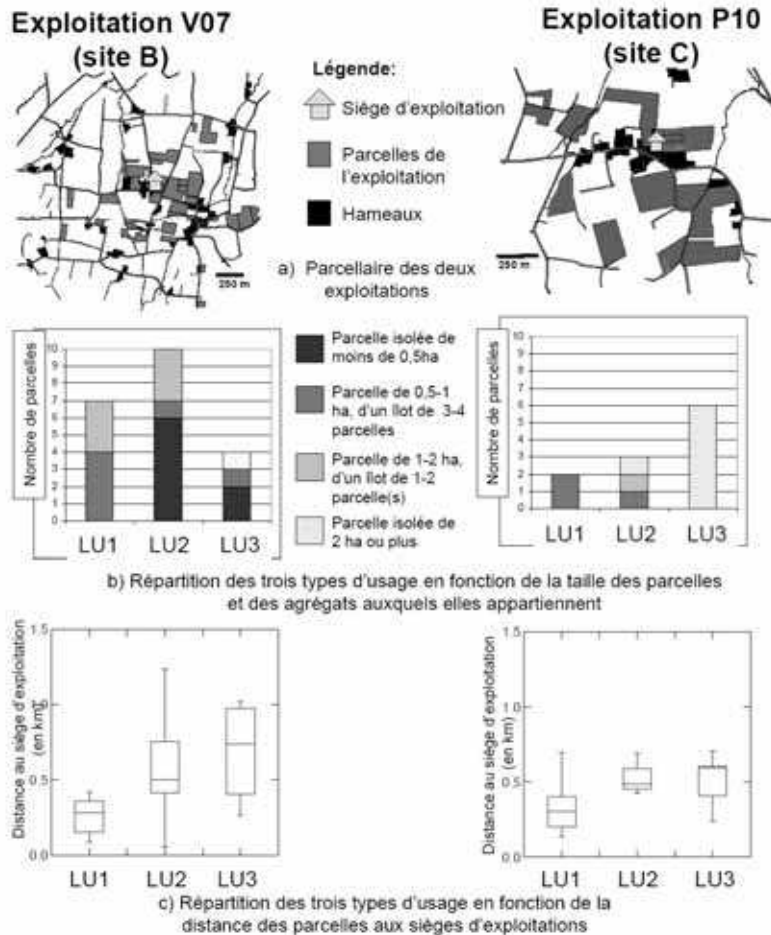 Exploitation V07
(site B)
Exploitation P10
(site C)
Légende:
Siège d'exploitation
Parcelles de
l'exploitation
Hameaux
250 m
250 m
a) Parcellaire des deux
exploitations
Nombre de parcelles
10
9
8
7
6
5
4
3
2
1
0
LU1 LU2 LU3
Parcelle isolée de
moins de 0,5ha
Parcelle de 0,5-1
ha, d'un îlot de 3-4
parcelles
Parcelle de 1-2 ha,
d'un îlot de 1-2
parcelle(s)
Parcelle isolée de
2 ha ou plus
Nombre de parcelles
10
9
8
7
6
5
4
3
2
1
0
LU1 LU2 LU3
b) Répartition des trois types d'usage en fonction de la taille des parcelles
et des agrégats auxquels elles appartiennent
Distance au siège d'exploitation
(en km)
1.5
1.0
0.5
0.0
LU1 LU2 LU3
Distance au siège d'exploitation
(en km)
1.5
1.0
0.5
0.0
LU1 LU2 LU3
c) Répartition des trois types d'usage en fonction de la
distance des parcelles aux sièges d'exploitations